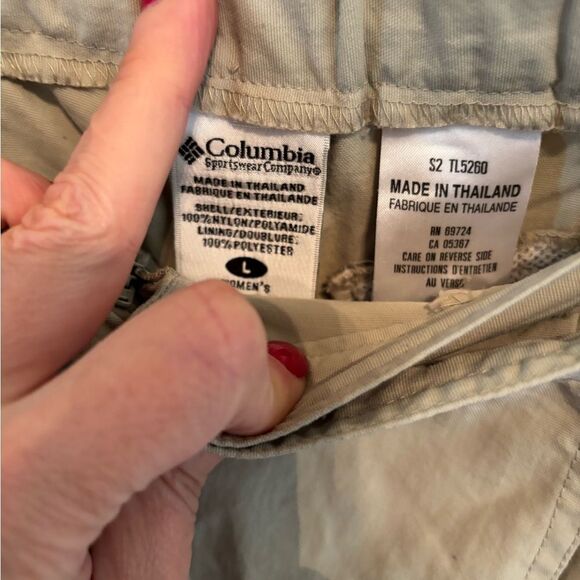 Columbia
Sportswear Company®
MADE IN THAILAND
FABRIQUE EN THAILANDE
SHELL/EXTERIEUR:
100%NYLON/POLYAMIDE
LINING/DOUBLURE:
100%POLYESTER
L
WOMEN'S
S2 TL5260
MADE IN THAILAND
FABRIQUE EN THAILANDE
RN 69724
CA 05367
CARE ON REVERSE SIDE
INSTRUCTIONS D'ENTRETIEN
AU VERSO